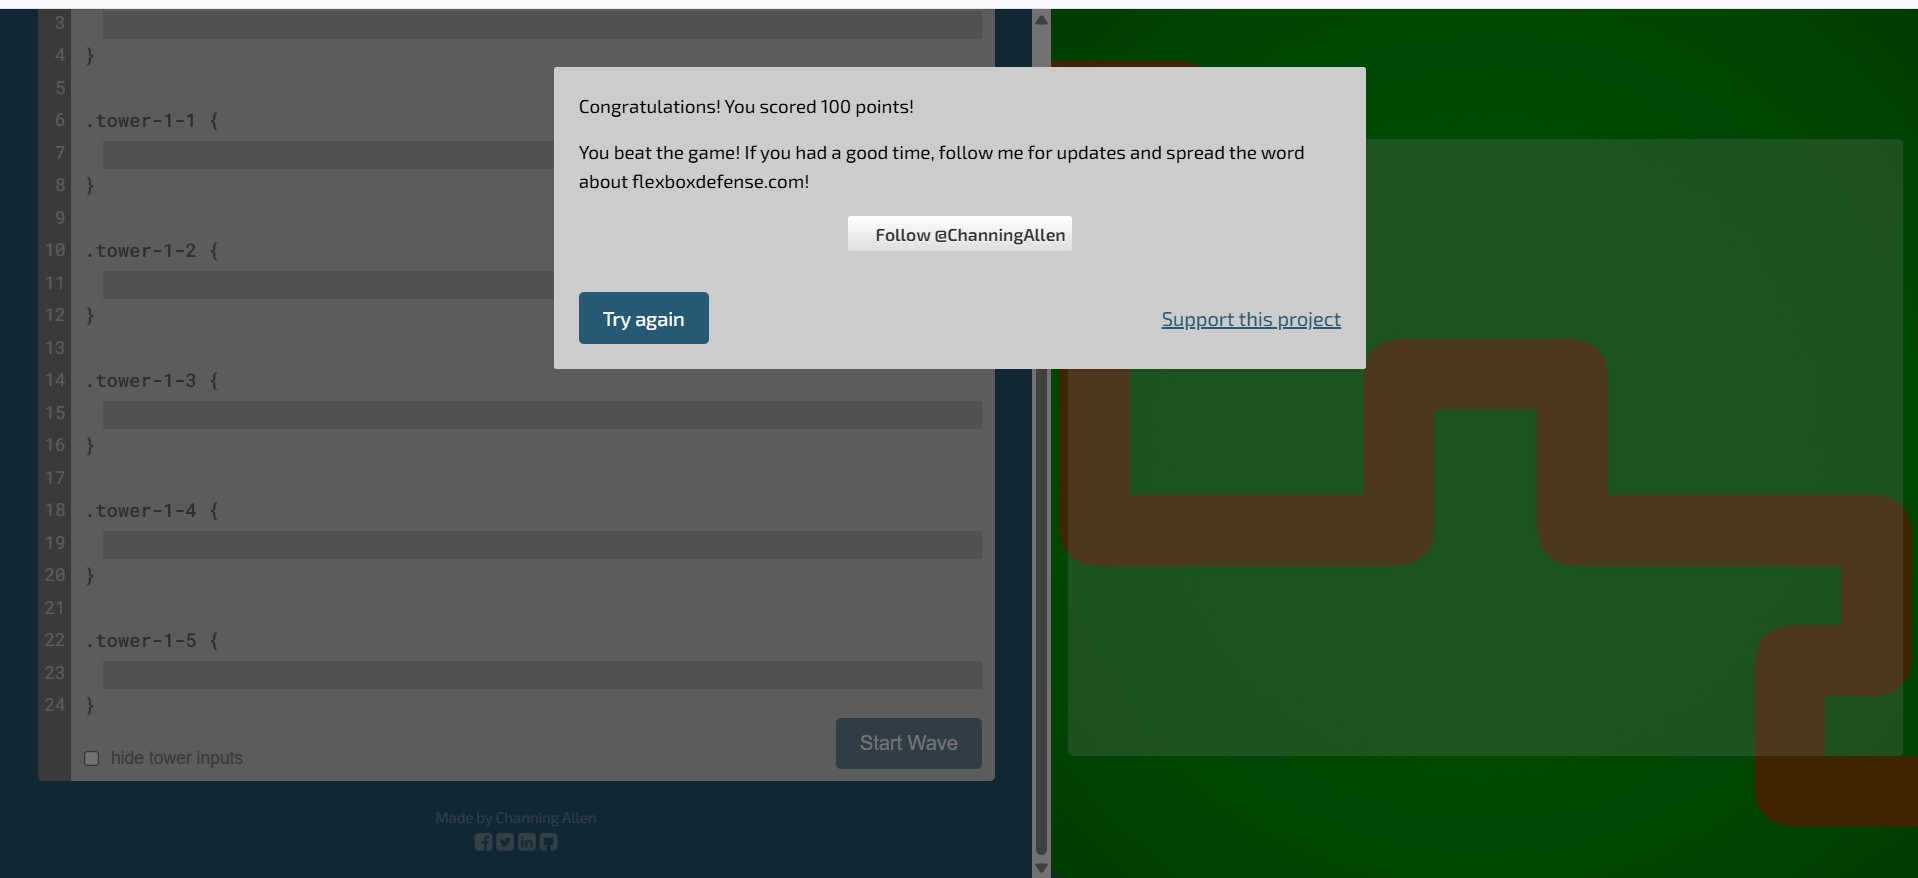 3
4 }
5
6 .tower-1-1 {
7
8 }
9
10 .tower-1-2 {
11
12 }
13
14 .tower-1-3 {
15
16 }
17
18 .tower-1-4 {
19
20 }
21
22 .tower-1-5 {
23
24 }
hide tower inputs
Start Wave
Made by Channing Allen
Congratulations! You scored 100 points!
You beat the game! If you had a good time, follow me for updates and spread the word
about flexboxdefense.com!
Follow @ChanningAllen
Try again
Support this project